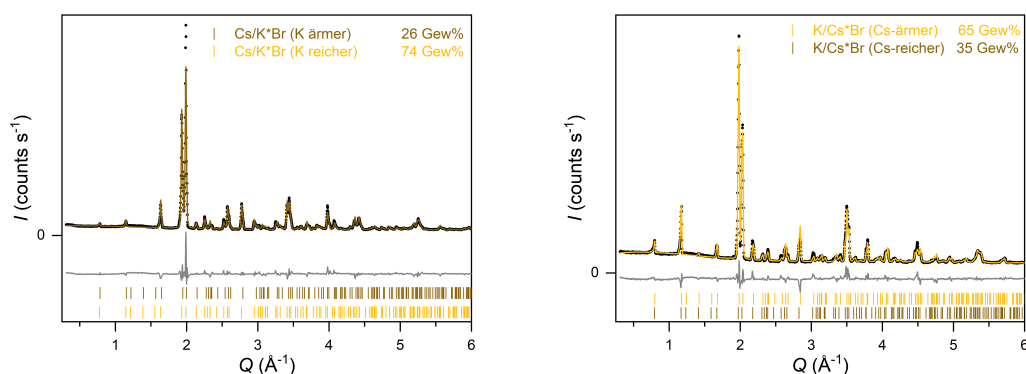 Cs/K*Br (K ärmer) 26 Gew%
Cs/K*Br (K reicher) 74 Gew%
I (counts s⁻¹)
0
1 2 3 4 5 6
Q (Å⁻¹)
K/Cs*Br (Cs-ärmer) 65 Gew%
K/Cs*Br (Cs-reicher) 35 Gew%
I (counts s⁻¹)
0
1 2 3 4 5 6
Q (Å⁻¹)